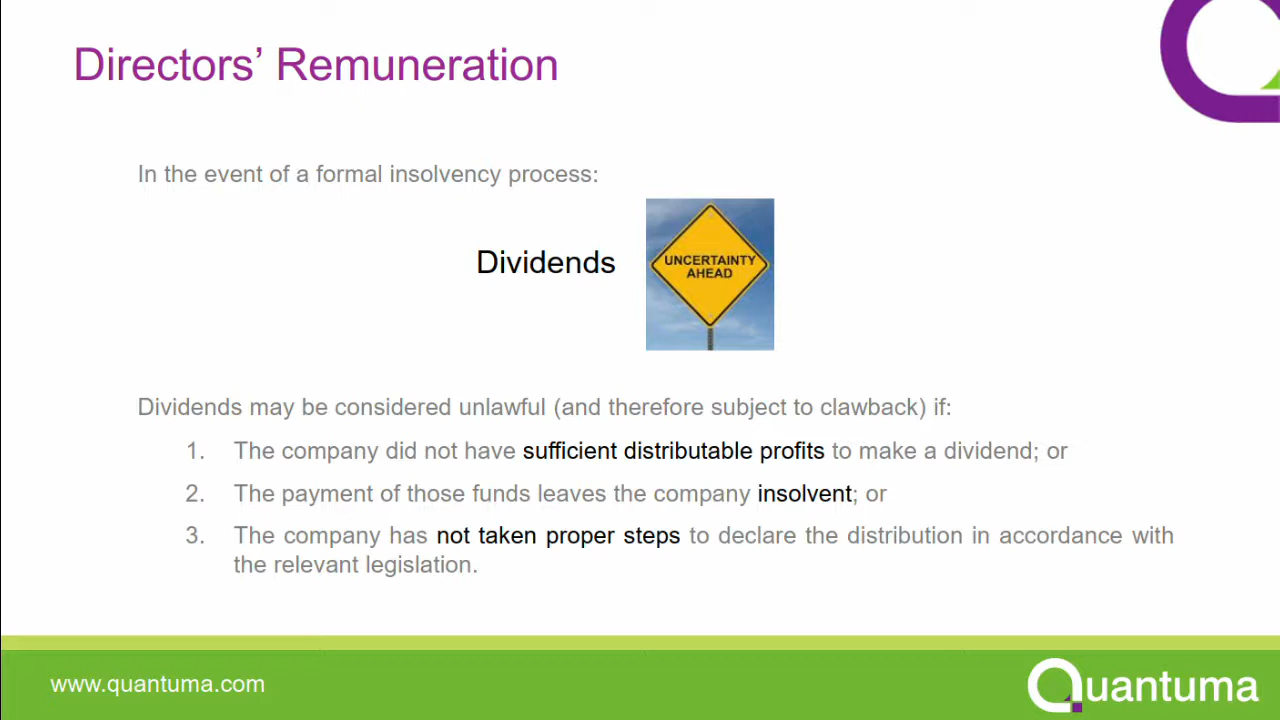 Directors’ Remuneration
In the event of a formal insolvency process:
Dividends
UNCERTAINTY
AHEAD
Dividends may be considered unlawful (and therefore subject to clawback) if:
1. The company did not have sufficient distributable profits to make a dividend; or
2. The payment of those funds leaves the company insolvent; or
3. The company has not taken proper steps to declare the distribution in accordance with
the relevant legislation.
www.quantuma.com
Quantuma